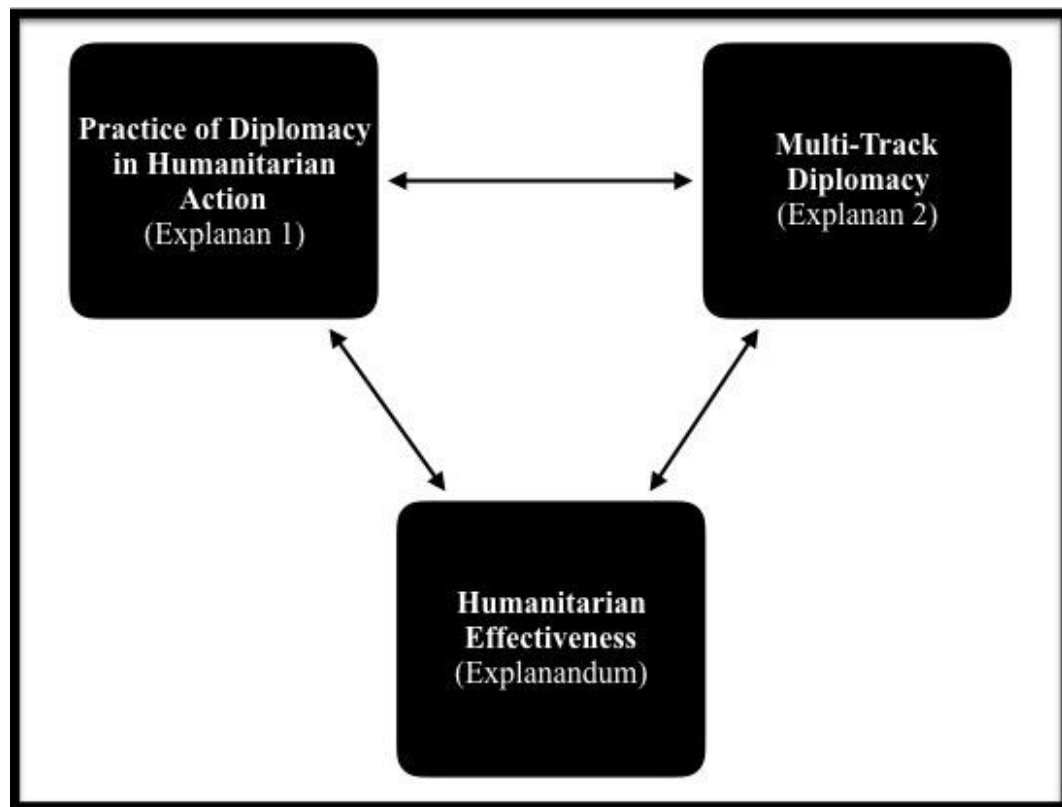 Practice of Diplomacy
in Humanitarian
Action
(Explanan 1)
Multi-Track
Diplomacy
(Explanan 2)
Humanitarian
Effectiveness
(Explanandum)